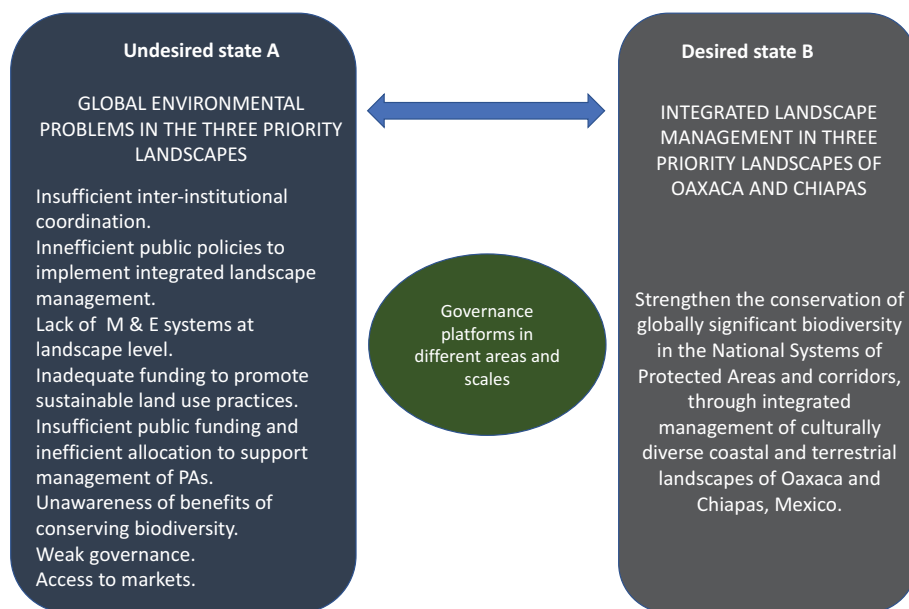 Undesired state A
GLOBAL ENVIRONMENTAL
PROBLEMS IN THE THREE PRIORITY
LANDSCAPES
Insufficient inter-institutional
coordination.
Innefficient public policies to
implement integrated landscape
management.
Lack of M & E systems at
landscape level.
Inadequate funding to promote
sustainable land use practices.
Insufficient public funding and
inefficient allocation to support
management of PAs.
Unawareness of benefits of
conserving biodiversity.
Weak governance.
Access to markets.
Governance
platforms in
different areas and
scales
Desired state B
INTEGRATED LANDSCAPE
MANAGEMENT IN THREE
PRIORITY LANDSCAPES OF
OAXACA AND CHIAPAS
Strengthen the conservation of
globally significant biodiversity
in the National Systems of
Protected Areas and corridors,
through integrated
management of culturally
diverse coastal and terrestrial
landscapes of Oaxaca and
Chiapas, Mexico.